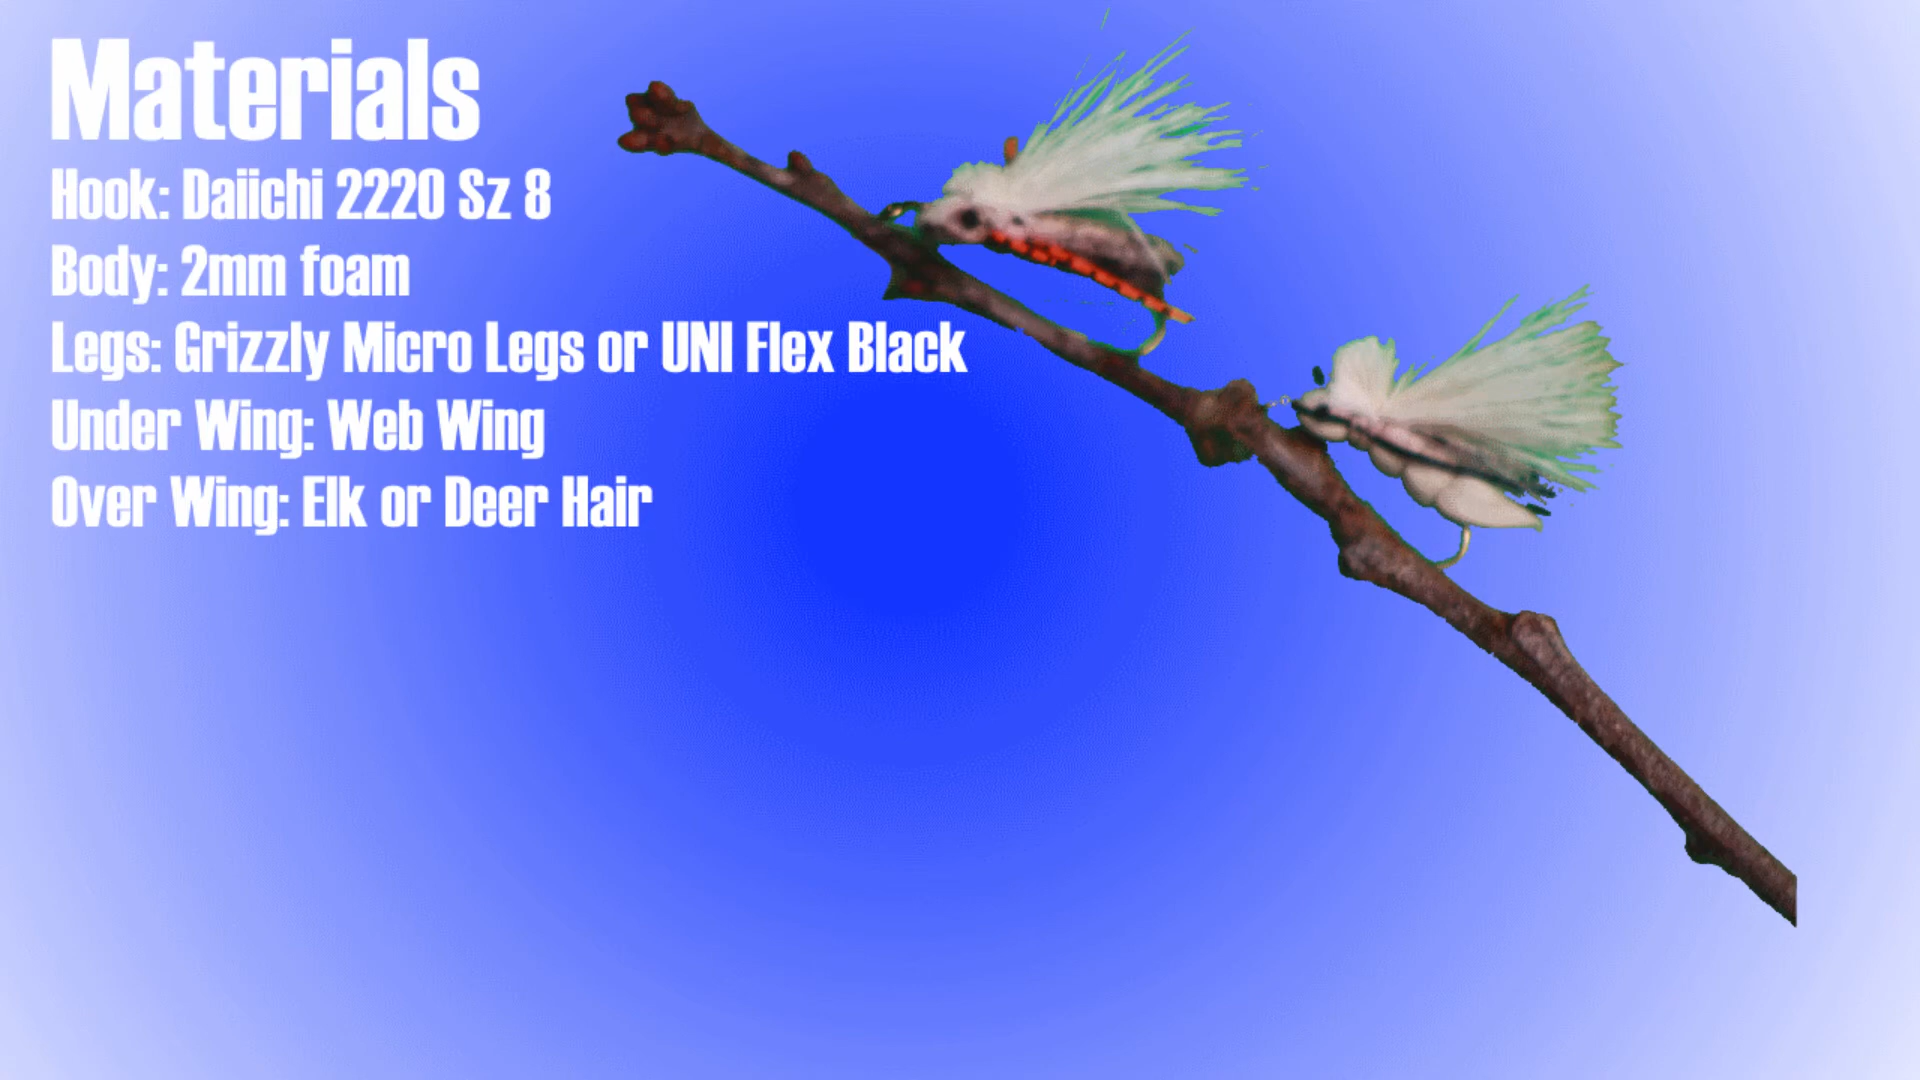 Materials
Hook: Daiichi 2220 Sz 8
Body: 2mm foam
Legs: Grizzly Micro Legs or UNI Flex Black
Under Wing: Web Wing
Over Wing: Elk or Deer Hair